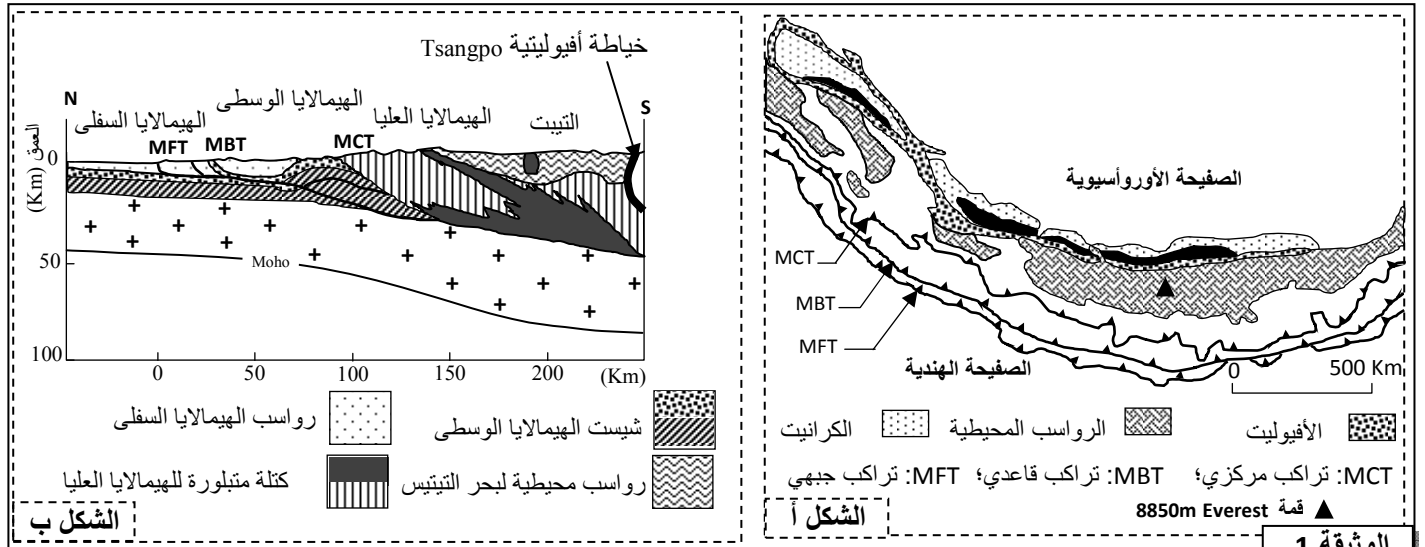 الصفيحة الأوروأسيوية
MCT
MBT
MFT
الصفيحة الهندية
0 500 Km
الأفيوليت
الرواسب المحيطية
الكرانيت
MCT: تراكب مركزي؛ MBT: تراكب قاعدي؛ MFT: تراكب جبهي
قمة 8850m Everest
الشكل أ
الوثيقة 1
خياطة أفيوليتية Tsangpo
N
S
الهيمالايا السفلى
الهيمالايا الوسطى
الهيمالايا العليا
التيبت
MFT MBT MCT
العمق (Km)
0
50
100
Moho
0 50 100 150 200 (Km)
رواسب الهيمالايا السفلى
شيست الهيمالايا الوسطى
كتلة متبلورة للهيمالايا العليا
رواسب محيطية لبحر التيتيس
الشكل ب